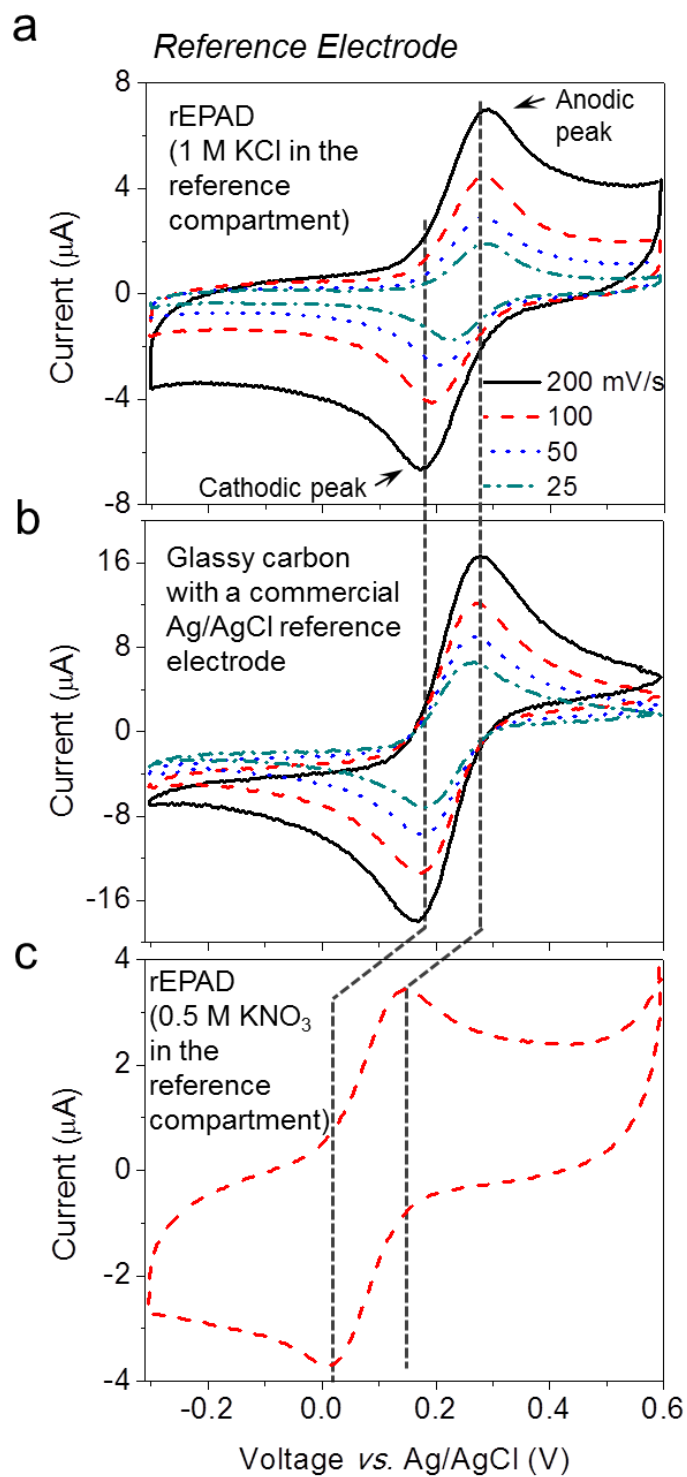 a
Reference Electrode
8
4
0
-4
-8
Current (μA)
rEPAD
(1 M KCl in the
reference
compartment)
Anodic
peak
200 mV/s
100
50
25
Cathodic peak
b
16
8
0
-8
-16
Current (μA)
Glassy carbon
with a commercial
Ag/AgCl reference
electrode
c
4
2
0
-2
-4
Current (μA)
rEPAD
(0.5 M KNO₃
in the
reference
compartment)
-0.2 0.0 0.2 0.4 0.6
Voltage vs. Ag/AgCl (V)